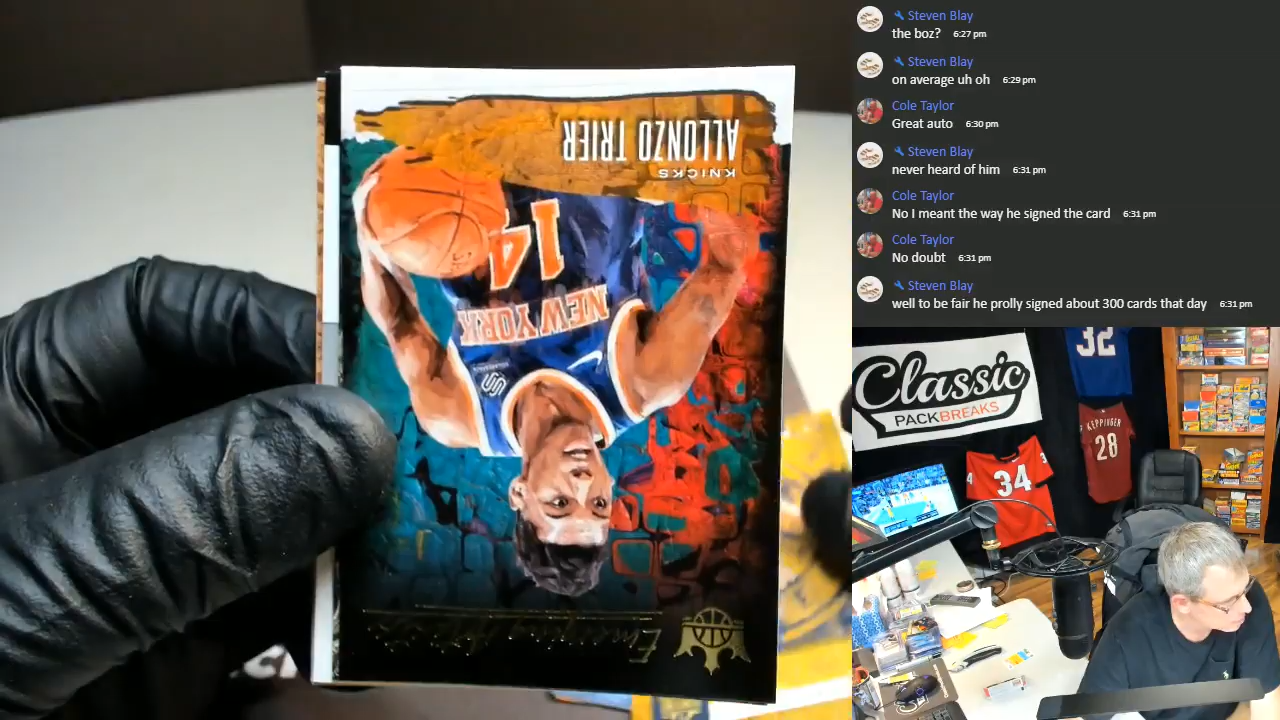 ALLONZO TRIER
KNICKS
14
NEW YORK
Steven Blay
the boz? 6:27 pm
Steven Blay
on average uh oh 6:29 pm
Cole Taylor
Great auto 6:30 pm
Steven Blay
never heard of him 6:31 pm
Cole Taylor
No I meant the way he signed the card 6:31 pm
Cole Taylor
No doubt 6:31 pm
Steven Blay
well to be fair he prolly signed about 300 cards that day 6:31 pm
Classic
PACKBREAKS
32
KEPPINGER
28
34